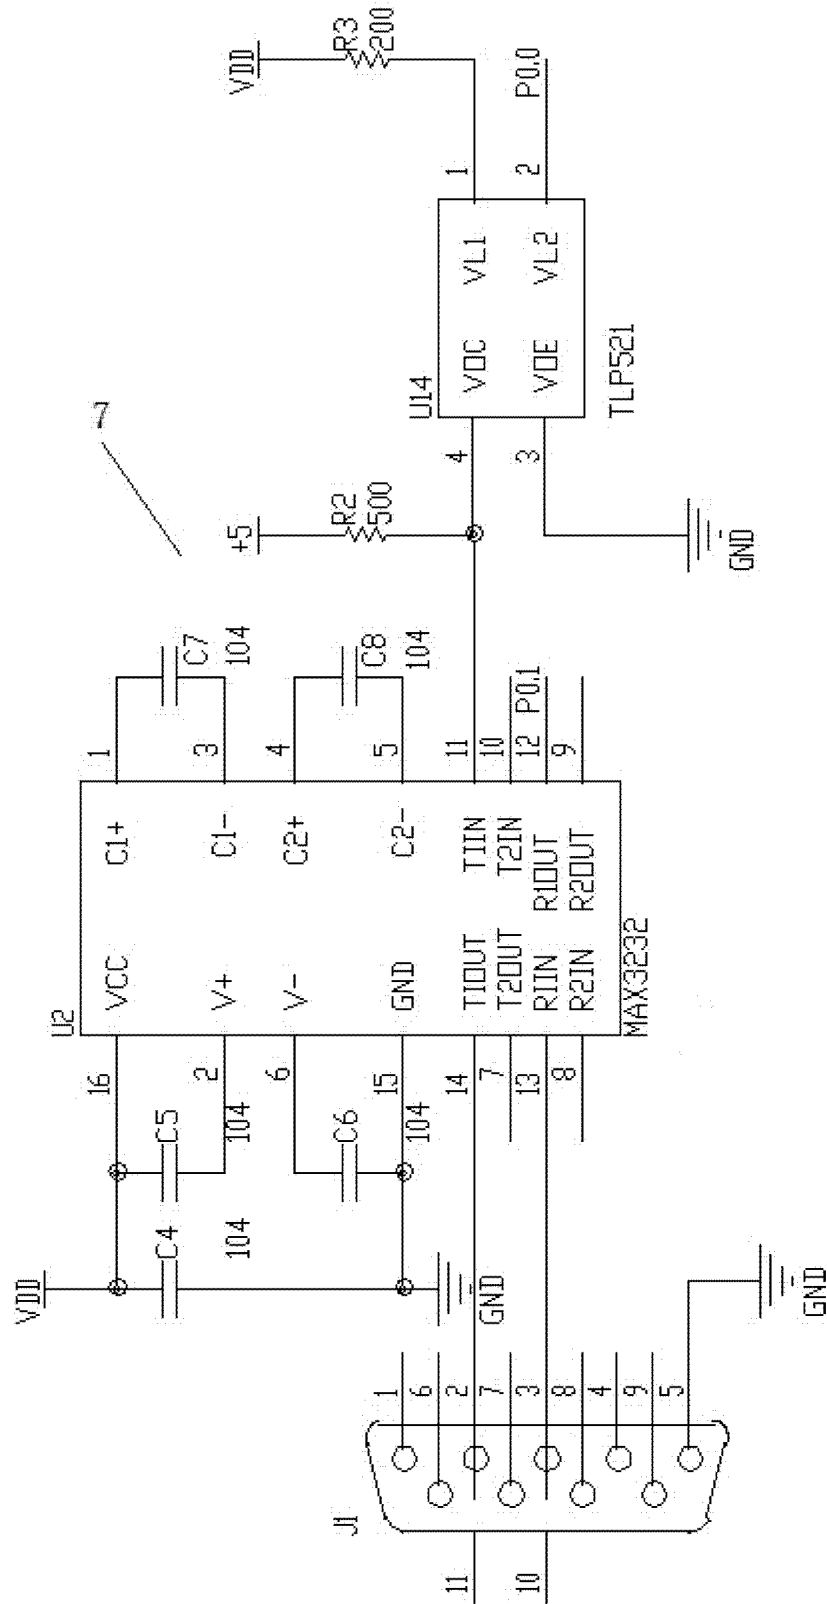 J1
11
10
1
6
2
7
3
8
4
9
5
GND
VDD
C4
104
C5
104
C6
104
GND
U2
MAX3232
16
2
6
15
14
7
13
8
VCC
V+
V-
GND
T1OUT
T2OUT
R1IN
R2IN
C1+
C1-
C2+
C2-
T1IN
T2IN
R1OUT
R2OUT
1
3
4
5
11
10
12
9
P0.1
C7
104
C8
104
7
+5
R2
500
GND
U14
TLP521
4
3
VOC
VOE
VL1
VL2
1
2
P0.0
VDD
R3
200